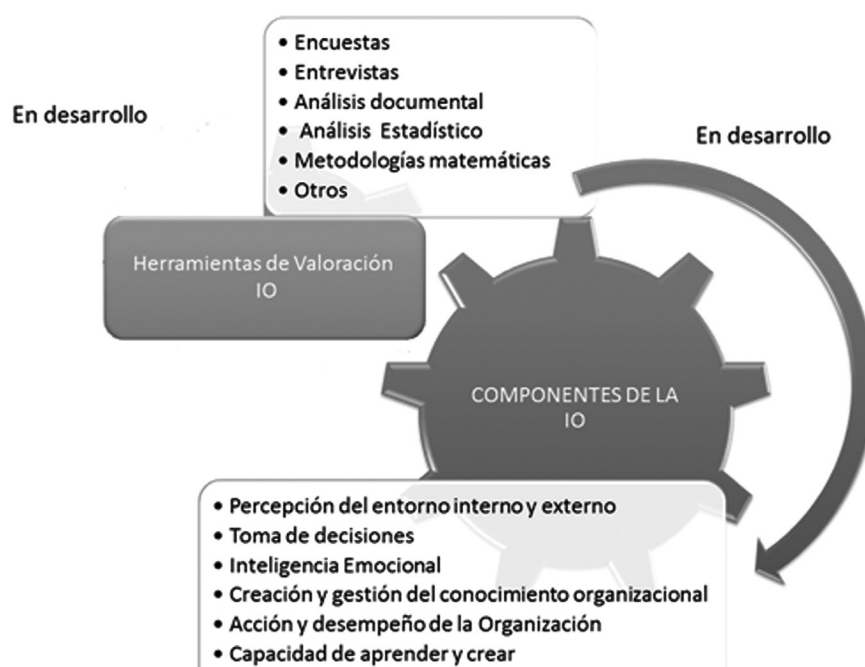 • Encuestas
• Entrevistas
• Análisis documental
• Análisis Estadístico
• Metodologías matemáticas
• Otros
En desarrollo
En desarrollo
Herramientas de Valoración
IO
COMPONENTES DE LA
IO
• Percepción del entorno interno y externo
• Toma de decisiones
• Inteligencia Emocional
• Creación y gestión del conocimiento organizacional
• Acción y desempeño de la Organización
• Capacidad de aprender y crear